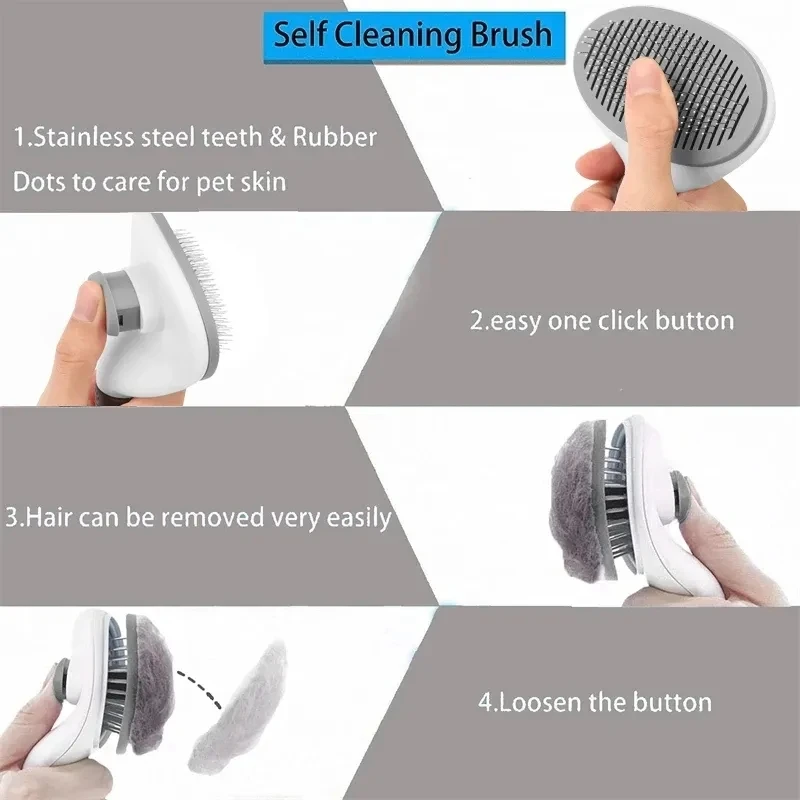 Self Cleaning Brush
1.Stainless steel teeth & Rubber
Dots to care for pet skin
2.easy one click button
3.Hair can be removed very easily
4.Loosen the button